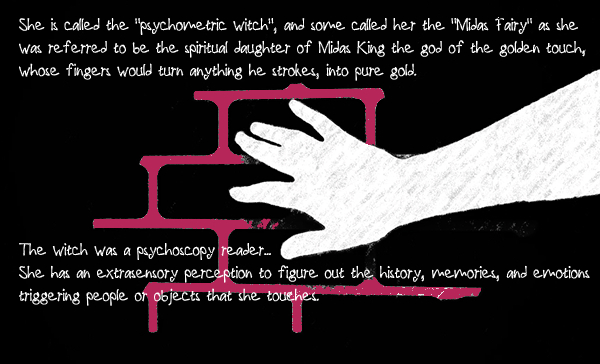 She is called the "psychometric witch", and some called her the "Midas Fairy" as she
was referred to be the spiritual daughter of Midas King the god of the golden touch,
whose fingers would turn anything he strokes, into pure gold.
The witch was a psychoscopy reader...
She has an extrasensory perception to figure out the history, memories, and emotions
triggering people or objects that she touches.